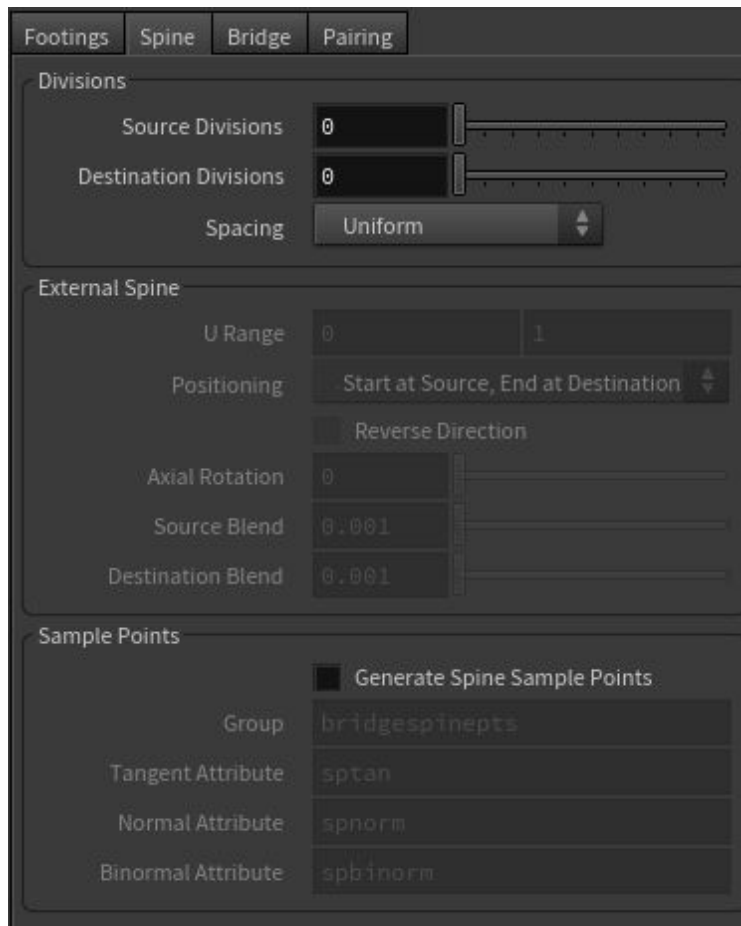 Footings Spine Bridge Pairing
Divisions
Source Divisions 0
Destination Divisions 0
Spacing Uniform
External Spine
U Range 0 1
Positioning Start at Source, End at Destination
Reverse Direction
Axial Rotation 0
Source Blend 0.001
Destination Blend 0.001
Sample Points
Generate Spine Sample Points
Group bridgespinepts
Tangent Attribute sptan
Normal Attribute spnorm
Binormal Attribute spbinorm